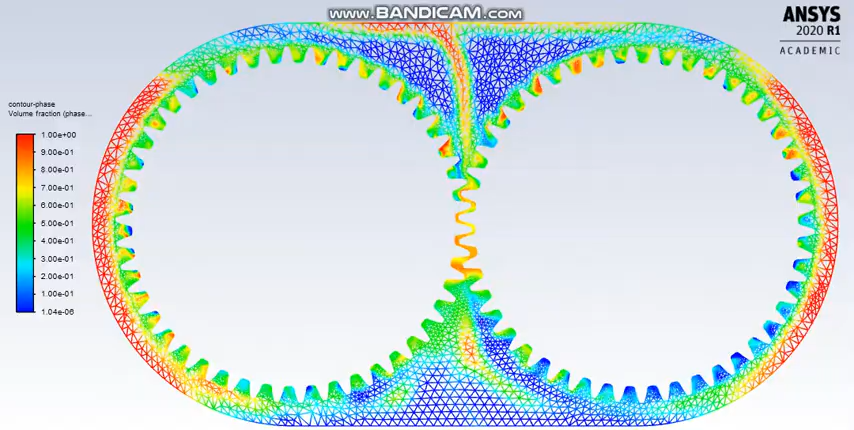 www.BANDICAM.com
ANSYS
2020 R1
ACADEMIC
contour-phase
Volume fraction (phase...
1.00e+00
9.00e-01
8.00e-01
7.00e-01
6.00e-01
5.00e-01
4.00e-01
3.00e-01
2.00e-01
1.00e-01
1.04e-06